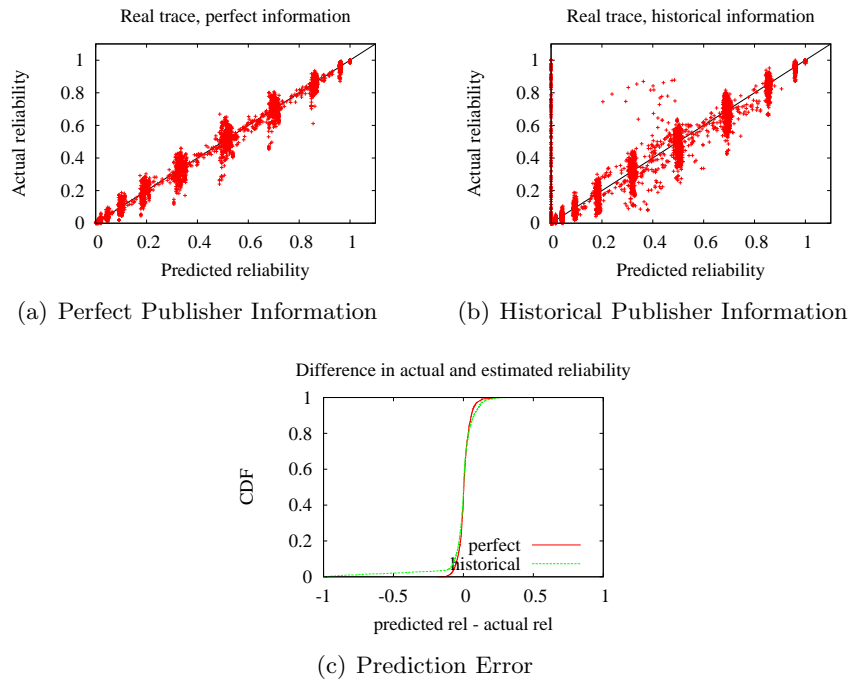 Real trace, perfect information
Actual reliability
1
0.8
0.6
0.4
0.2
0
0 0.2 0.4 0.6 0.8 1
Predicted reliability
(a) Perfect Publisher Information
Real trace, historical information
Actual reliability
1
0.8
0.6
0.4
0.2
0
0 0.2 0.4 0.6 0.8 1
Predicted reliability
(b) Historical Publisher Information
Difference in actual and estimated reliability
CDF
1
0.8
0.6
0.4
0.2
0
perfect
historical
-1 -0.5 0 0.5 1
predicted rel - actual rel
(c) Prediction Error